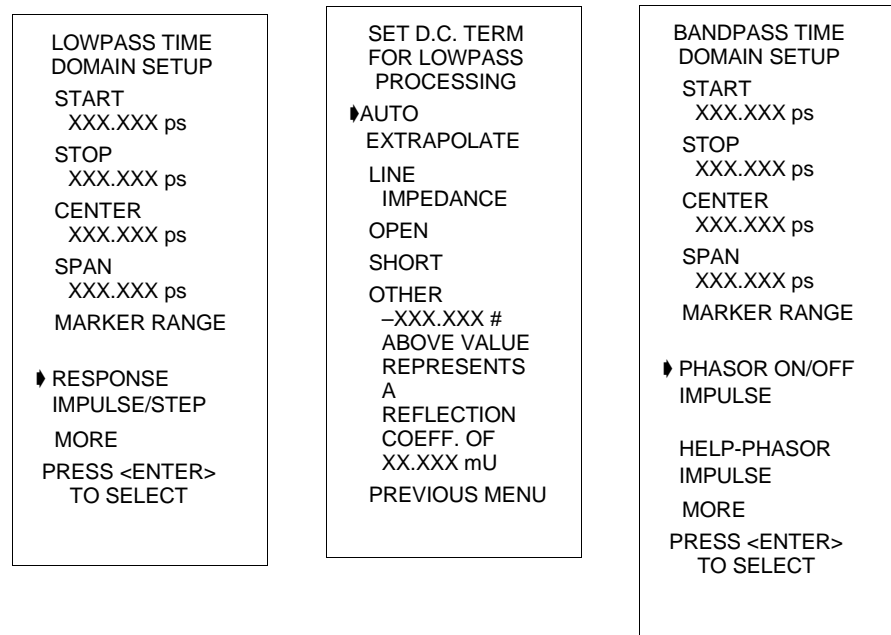 LOWPASS TIME
DOMAIN SETUP
START
XXX.XXX ps
STOP
XXX.XXX ps
CENTER
XXX.XXX ps
SPAN
XXX.XXX ps
MARKER RANGE
RESPONSE
IMPULSE/STEP
MORE
PRESS <ENTER>
TO SELECT
SET D.C. TERM
FOR LOWPASS
PROCESSING
AUTO
EXTRAPOLATE
LINE
IMPEDANCE
OPEN
SHORT
OTHER
–XXX.XXX #
ABOVE VALUE
REPRESENTS
A
REFLECTION
COEFF. OF
XX.XXX mU
PREVIOUS MENU
BANDPASS TIME
DOMAIN SETUP
START
XXX.XXX ps
STOP
XXX.XXX ps
CENTER
XXX.XXX ps
SPAN
XXX.XXX ps
MARKER RANGE
PHASOR ON/OFF
IMPULSE
HELP-PHASOR
IMPULSE
MORE
PRESS <ENTER>
TO SELECT